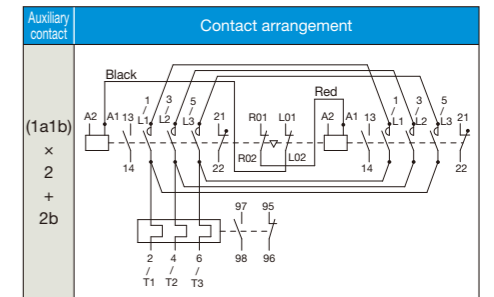 Auxiliary
contact
Contact arrangement
(1a1b)
×
2
+
2b
Black
Red
1 3 5 1 3 5
/ / / / / /
A2 A1 13 L1 L2 L3 21 R01 L01 A2 A1 13 L1 L2 L3 21
14 22 R02 L02 14 22
97 95
98 96
2 4 6
/ / /
T1 T2 T3